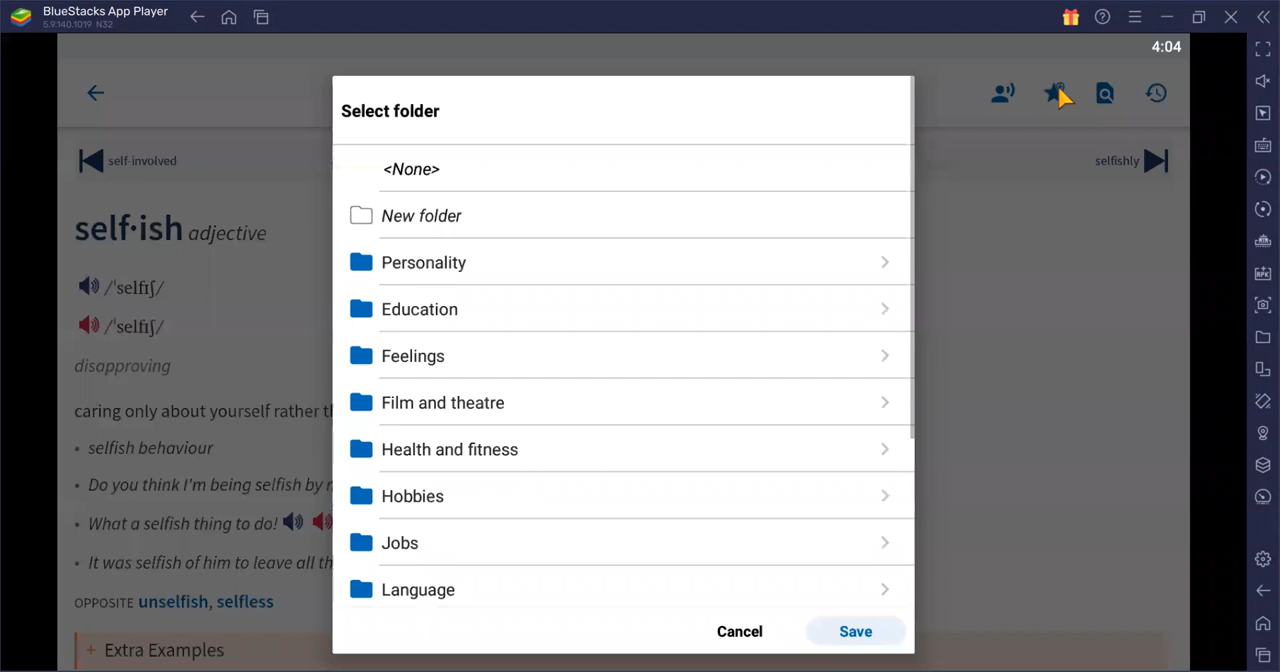 BlueStacks App Player
5.9.140.1019 N32
4:04
self-involved
selfishly
self·ish adjective
/ˈselfɪʃ/
/ˈselfɪʃ/
disapproving
caring only about yourself rather th
• selfish behaviour
• Do you think I'm being selfish by n
• What a selfish thing to do!
• It was selfish of him to leave all th
OPPOSITE unselfish, selfless
+ Extra Examples
Select folder
<None>
New folder
Personality
Education
Feelings
Film and theatre
Health and fitness
Hobbies
Jobs
Language
Cancel
Save